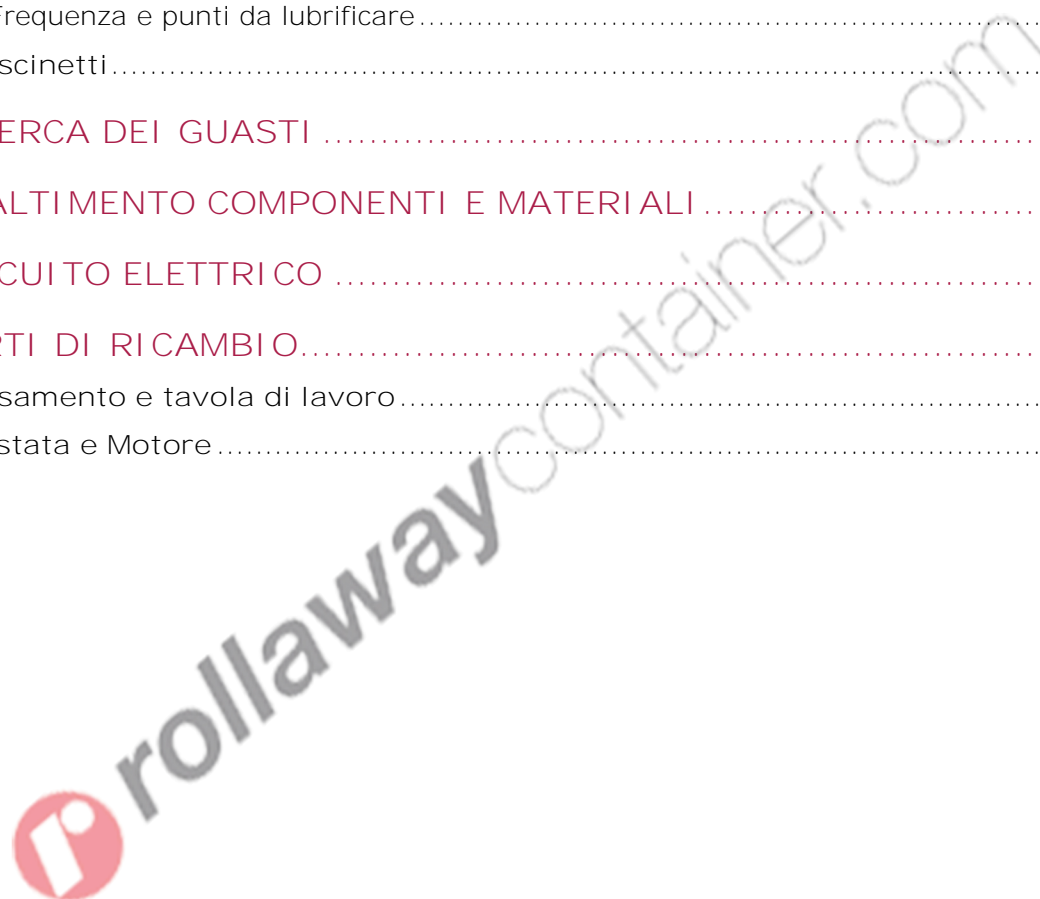 Frequenza e punti da lubrificare
scinetti
ERCA DEI GUASTI
ALTIMENTO COMPONENTI E MATERIALI
CUITO ELETTRICO
RTI DI RICAMBIO
samento e tavola di lavoro
stata e Motore
rollawaycontainer.com